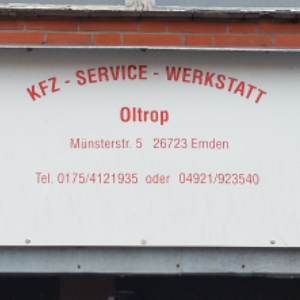 KFZ - SERVICE - WERKSTATT
Oltrop
Münsterstr. 5 26723 Emden
Tel. 0175/4121935 oder 04921/923540